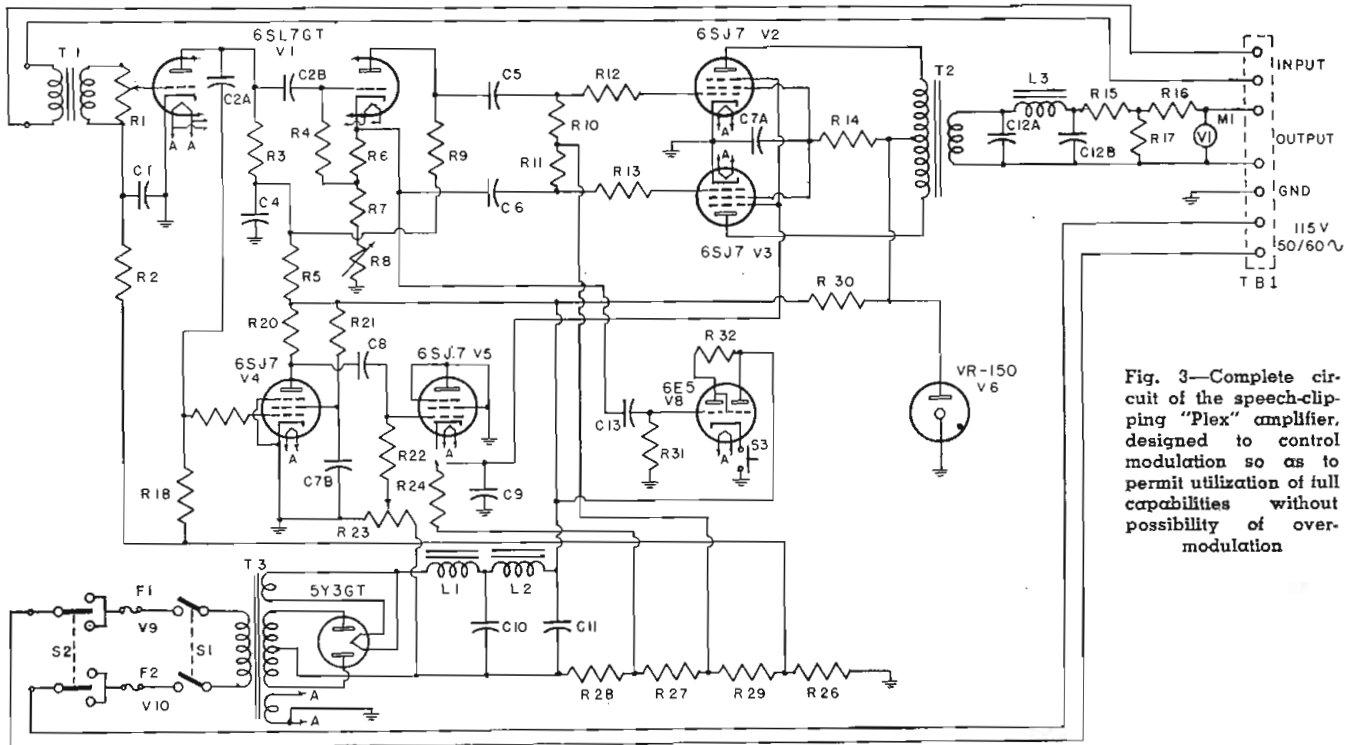 6SL7GT
V1
6SJ7 V2
T1
R1
C2A
C2B
R3
R4
R6
R9
C5
R12
R10
C7A
R14
T2
L3
R15
R16
C12A
C12B
R17
M1
V1
INPUT
OUTPUT
GND
115V
50/60∿
TB1
A A
A
A
C1
C4
R7
R8
R11
C6
R13
6SJ7 V3
R2
R5
R20
R21
R30
6SJ7
V4
C8
6SJ.7 V5
R32
6E5
V8
VR-150
V6
C13
R31
S3
A
A
A
R22
R24
C7B
C9
R18
R23
T3
5Y3GT
L1
L2
C10
C11
F1
V9
S2
S1
F2
V10
A
A
R28
R27
R29
R26
Fig. 3—Complete cir-
cuit of the speech-clip-
ping "Plex" amplifier,
designed to control
modulation so as to
permit utilization of full
capabilities without
possibility of over-
modulation